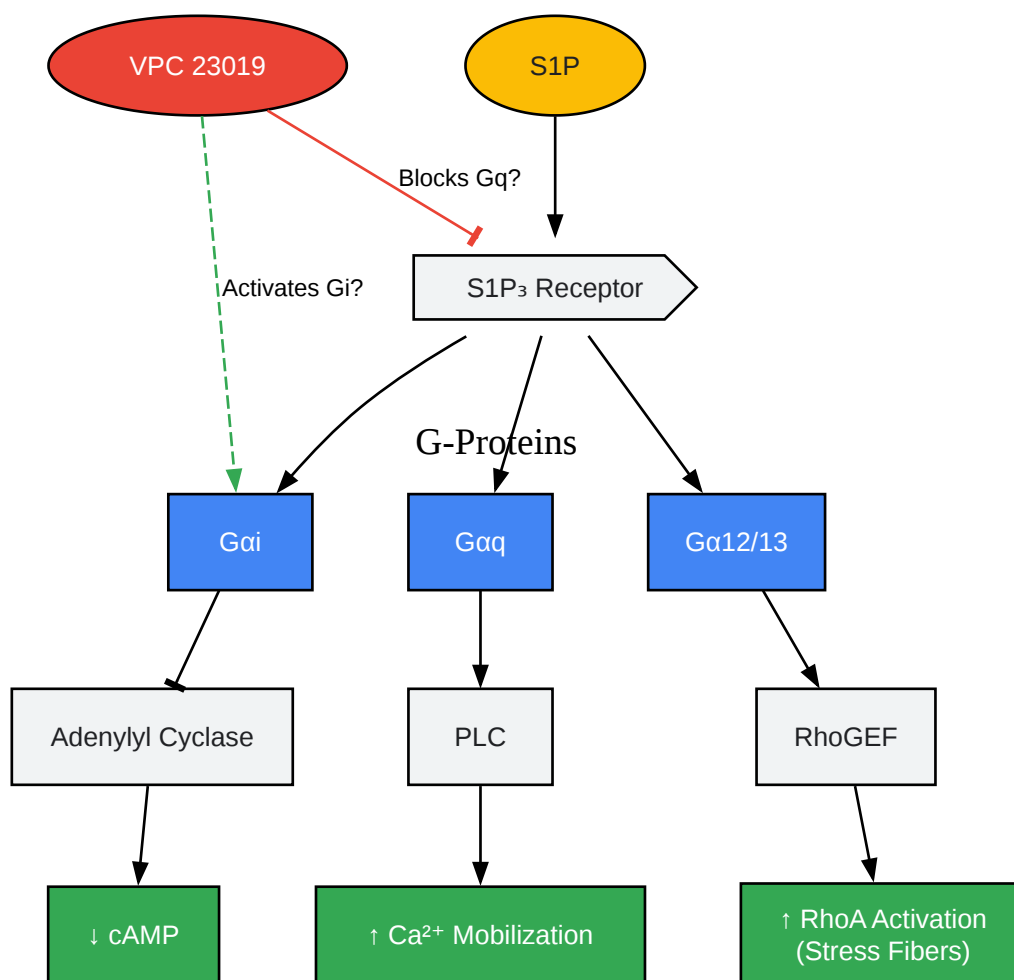 VPC 23019
S1P
Blocks Gq?
Activates Gi?
S1P₃ Receptor
G-Proteins
Gαi
Gαq
Gα12/13
Adenylyl Cyclase
PLC
RhoGEF
↓ cAMP
↑ Ca²⁺ Mobilization
↑ RhoA Activation
(Stress Fibers)